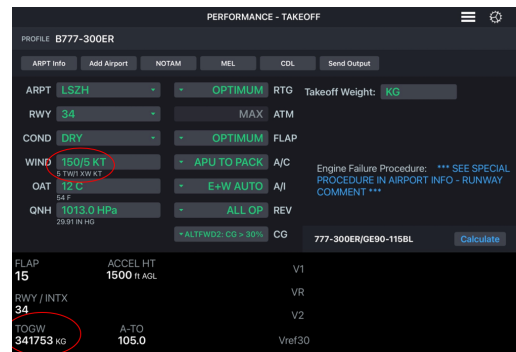 PERFORMANCE - TAKEOFF
PROFILE B777-300ER
ARPT Info Add Airport NOTAM MEL CDL Send Output
ARPT LSZH OPTIMUM RTG Takeoff Weight: KG
RWY 34 MAX ATM
COND DRY OPTIMUM FLAP
WIND 150/5 KT APU TO PACK A/C
5 TW/1 XW KT
Engine Failure Procedure: *** SEE SPECIAL
PROCEDURE IN AIRPORT INFO - RUNWAY
COMMENT ***
OAT 12 C E+W AUTO A/I
54 F
QNH 1013.0 HPa ALL OP REV
29.91 IN HG
ALTFWD2: CG > 30% CG 777-300ER/GE90-115BL Calculate
FLAP ACCEL HT V1
15 1500 ft AGL
RWY / INTX VR
34 V2
TOGW A-TO
341753 KG 105.0 Vref30